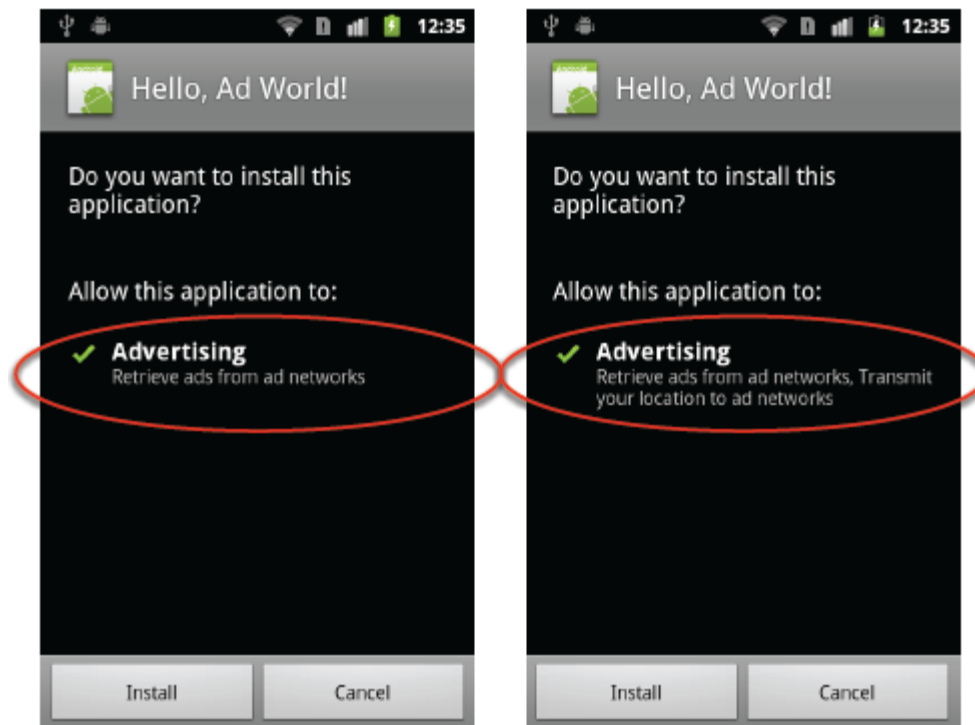 12:35
Hello, Ad World!
Do you want to install this
application?
Allow this application to:
Advertising
Retrieve ads from ad networks
Install
Cancel
12:35
Hello, Ad World!
Do you want to install this
application?
Allow this application to:
Advertising
Retrieve ads from ad networks, Transmit
your location to ad networks
Install
Cancel